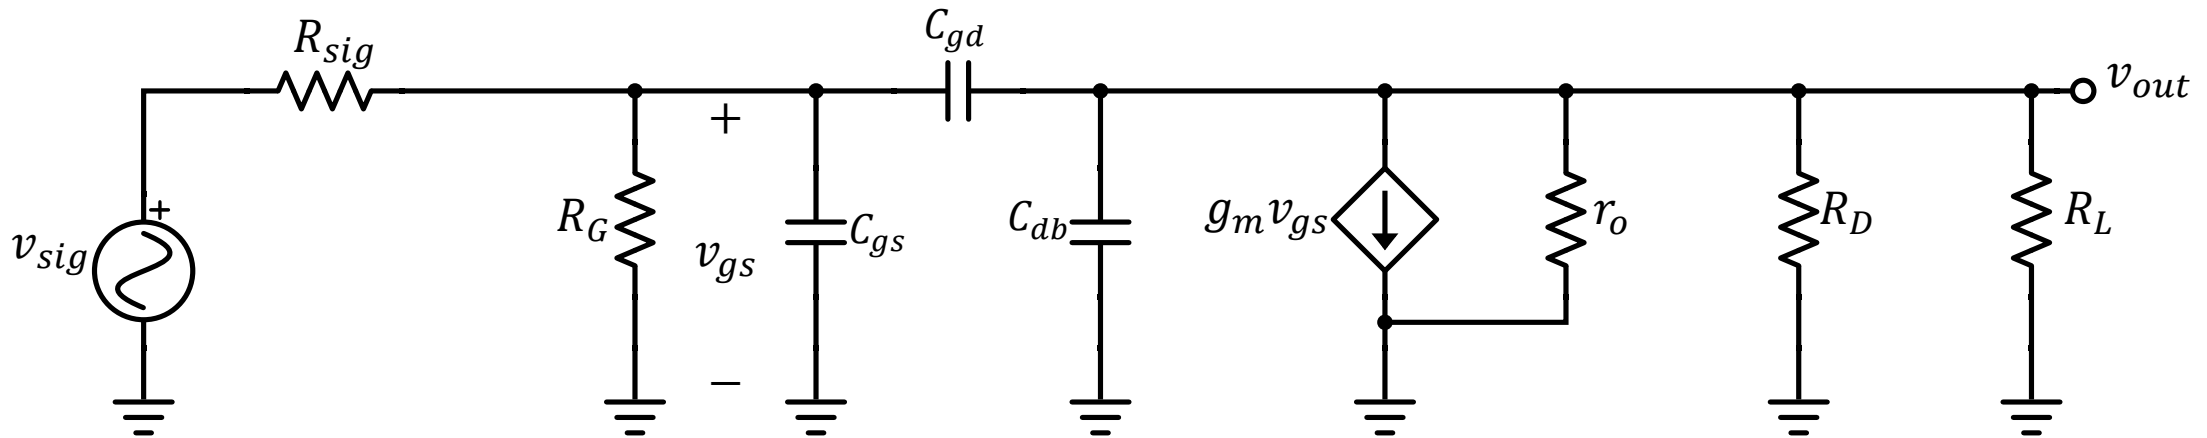 R_sig
C_gd
v_out
+
+
v_sig
R_G
v_gs
C_gs
C_db
g_m v_gs
r_o
R_D
R_L
−